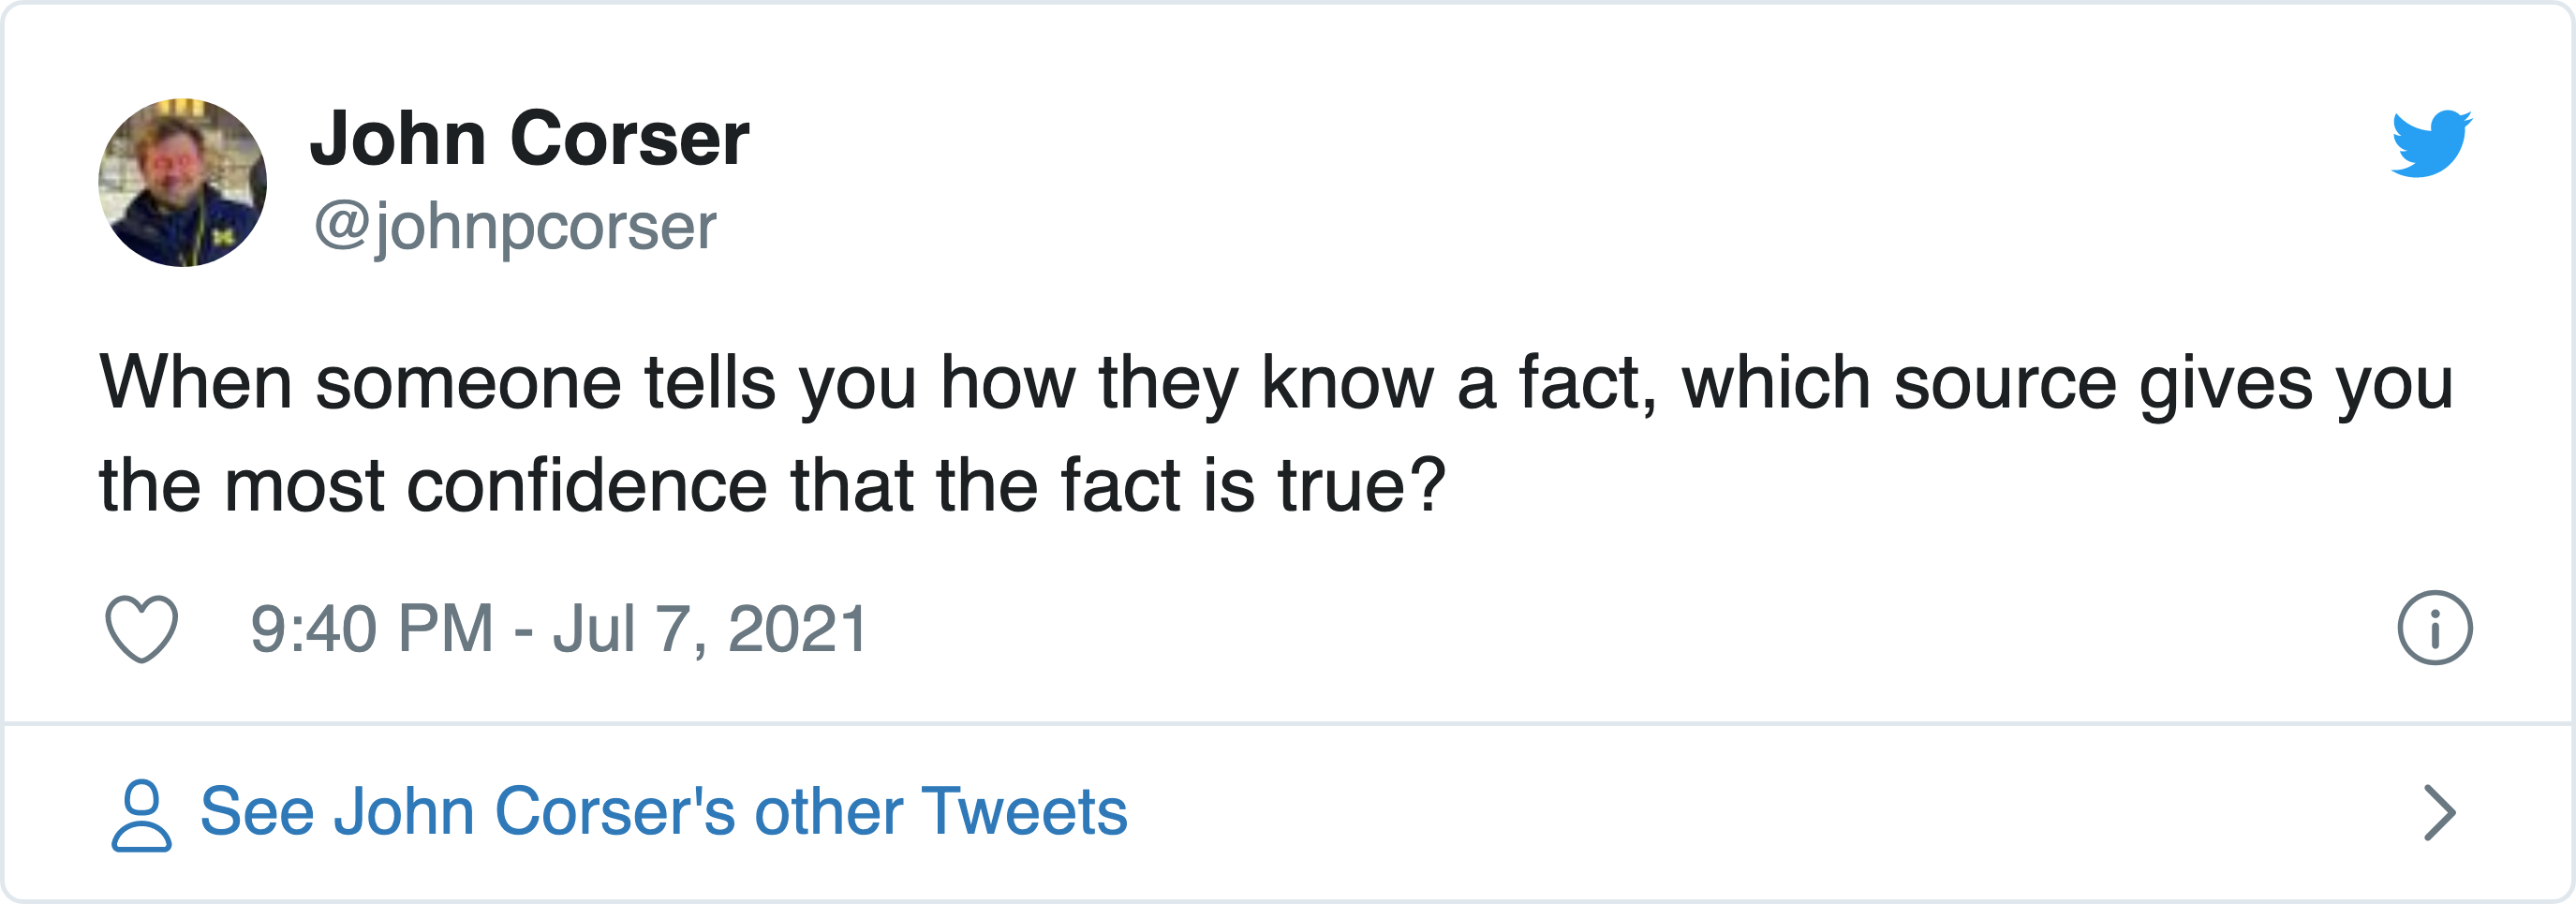 John Corser
@johnpcorser
When someone tells you how they know a fact, which source gives you
the most confidence that the fact is true?
9:40 PM - Jul 7, 2021
See John Corser's other Tweets